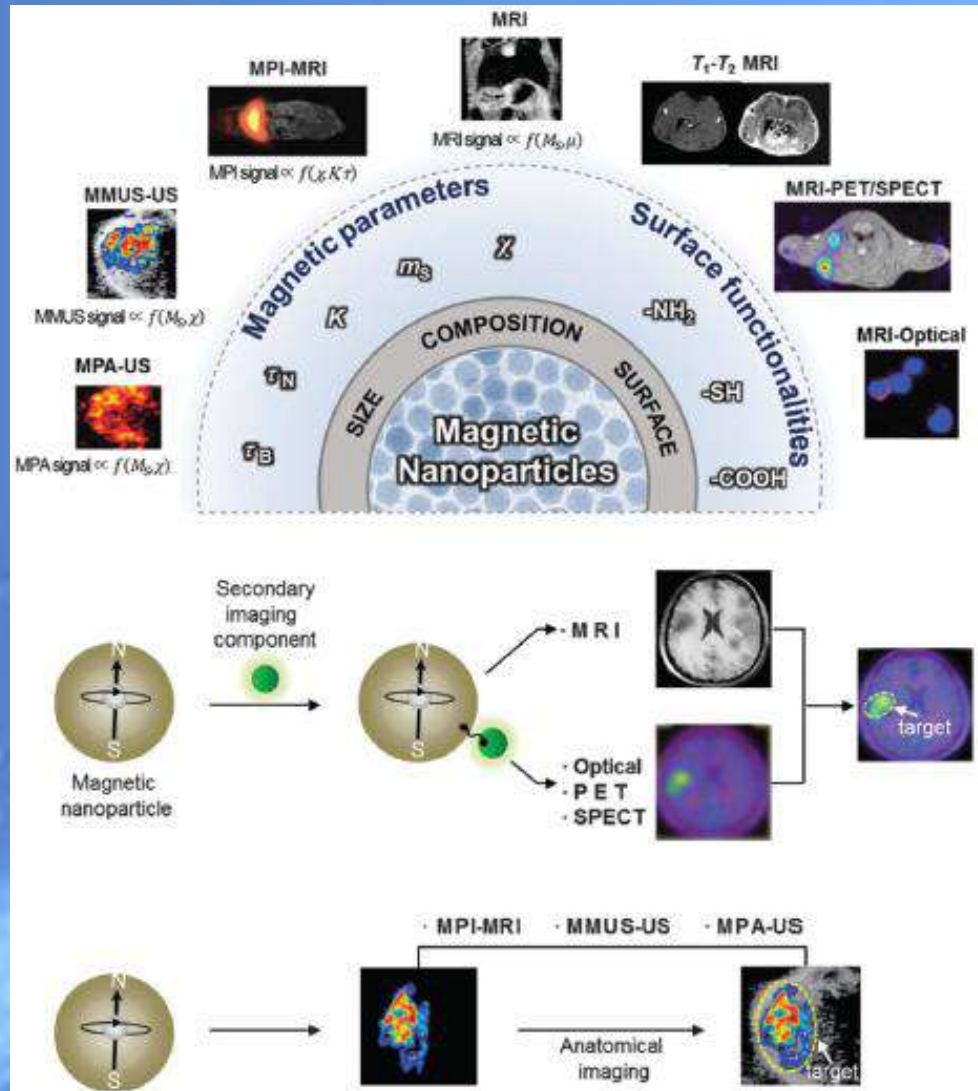 MRI
MRI signal ∝ f(Ms,μ)
MPI-MRI
MPI signal ∝ f(χ,K τ)
T1-T2 MRI
MMUS-US
MMUS signal ∝ f(Ms,χ)
MRI-PET/SPECT
MPA-US
MPA signal ∝ f(Ms,χ)
MRI-Optical
Magnetic parameters
Surface functionalities
τB
τN
K
mS
χ
-NH2
-SH
-COOH
SIZE
COMPOSITION
SURFACE
Magnetic
Nanoparticles
Secondary
imaging
component
N
S
Magnetic
nanoparticle
N
S
· MRI
· Optical
· PET
· SPECT
target
· MPI-MRI · MMUS-US · MPA-US
N
S
Anatomical
imaging
target